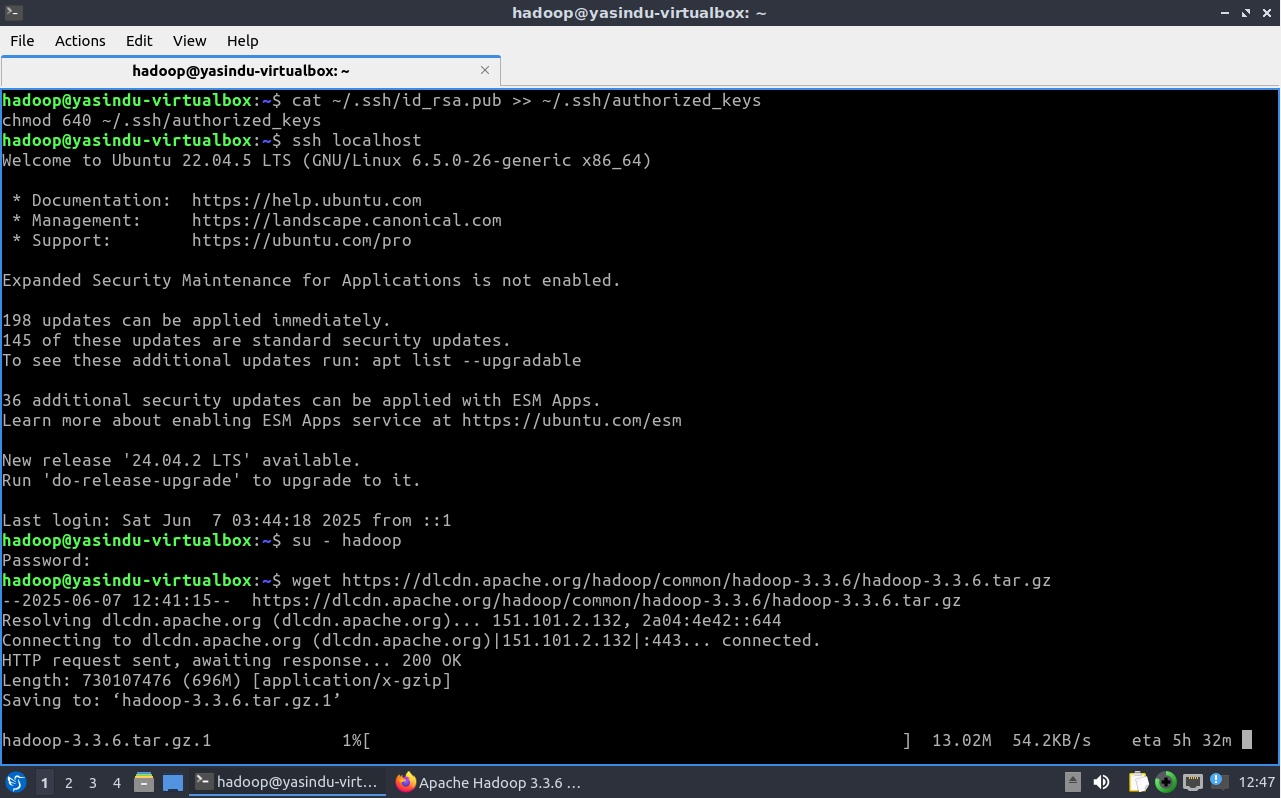 hadoop@yasindu-virtualbox: ~
File Actions Edit View Help
hadoop@yasindu-virtualbox: ~
hadoop@yasindu-virtualbox:~$ cat ~/.ssh/id_rsa.pub >> ~/.ssh/authorized_keys
chmod 640 ~/.ssh/authorized_keys
hadoop@yasindu-virtualbox:~$ ssh localhost
Welcome to Ubuntu 22.04.5 LTS (GNU/Linux 6.5.0-26-generic x86_64)
* Documentation:  https://help.ubuntu.com
* Management:     https://landscape.canonical.com
* Support:        https://ubuntu.com/pro
Expanded Security Maintenance for Applications is not enabled.
198 updates can be applied immediately.
145 of these updates are standard security updates.
To see these additional updates run: apt list --upgradable
36 additional security updates can be applied with ESM Apps.
Learn more about enabling ESM Apps service at https://ubuntu.com/esm
New release '24.04.2 LTS' available.
Run 'do-release-upgrade' to upgrade to it.
Last login: Sat Jun  7 03:44:18 2025 from ::1
hadoop@yasindu-virtualbox:~$ su - hadoop
Password:
hadoop@yasindu-virtualbox:~$ wget https://dlcdn.apache.org/hadoop/common/hadoop-3.3.6/hadoop-3.3.6.tar.gz
--2025-06-07 12:41:15--  https://dlcdn.apache.org/hadoop/common/hadoop-3.3.6/hadoop-3.3.6.tar.gz
Resolving dlcdn.apache.org (dlcdn.apache.org)... 151.101.2.132, 2a04:4e42::644
Connecting to dlcdn.apache.org (dlcdn.apache.org)|151.101.2.132|:443... connected.
HTTP request sent, awaiting response... 200 OK
Length: 730107476 (696M) [application/x-gzip]
Saving to: ‘hadoop-3.3.6.tar.gz.1’
hadoop-3.3.6.tar.gz.1             1%[                                                     ]  13.02M  54.2KB/s    eta 5h 32m
1 2 3 4 hadoop@yasindu-virt... Apache Hadoop 3.3.6 ... 12:47